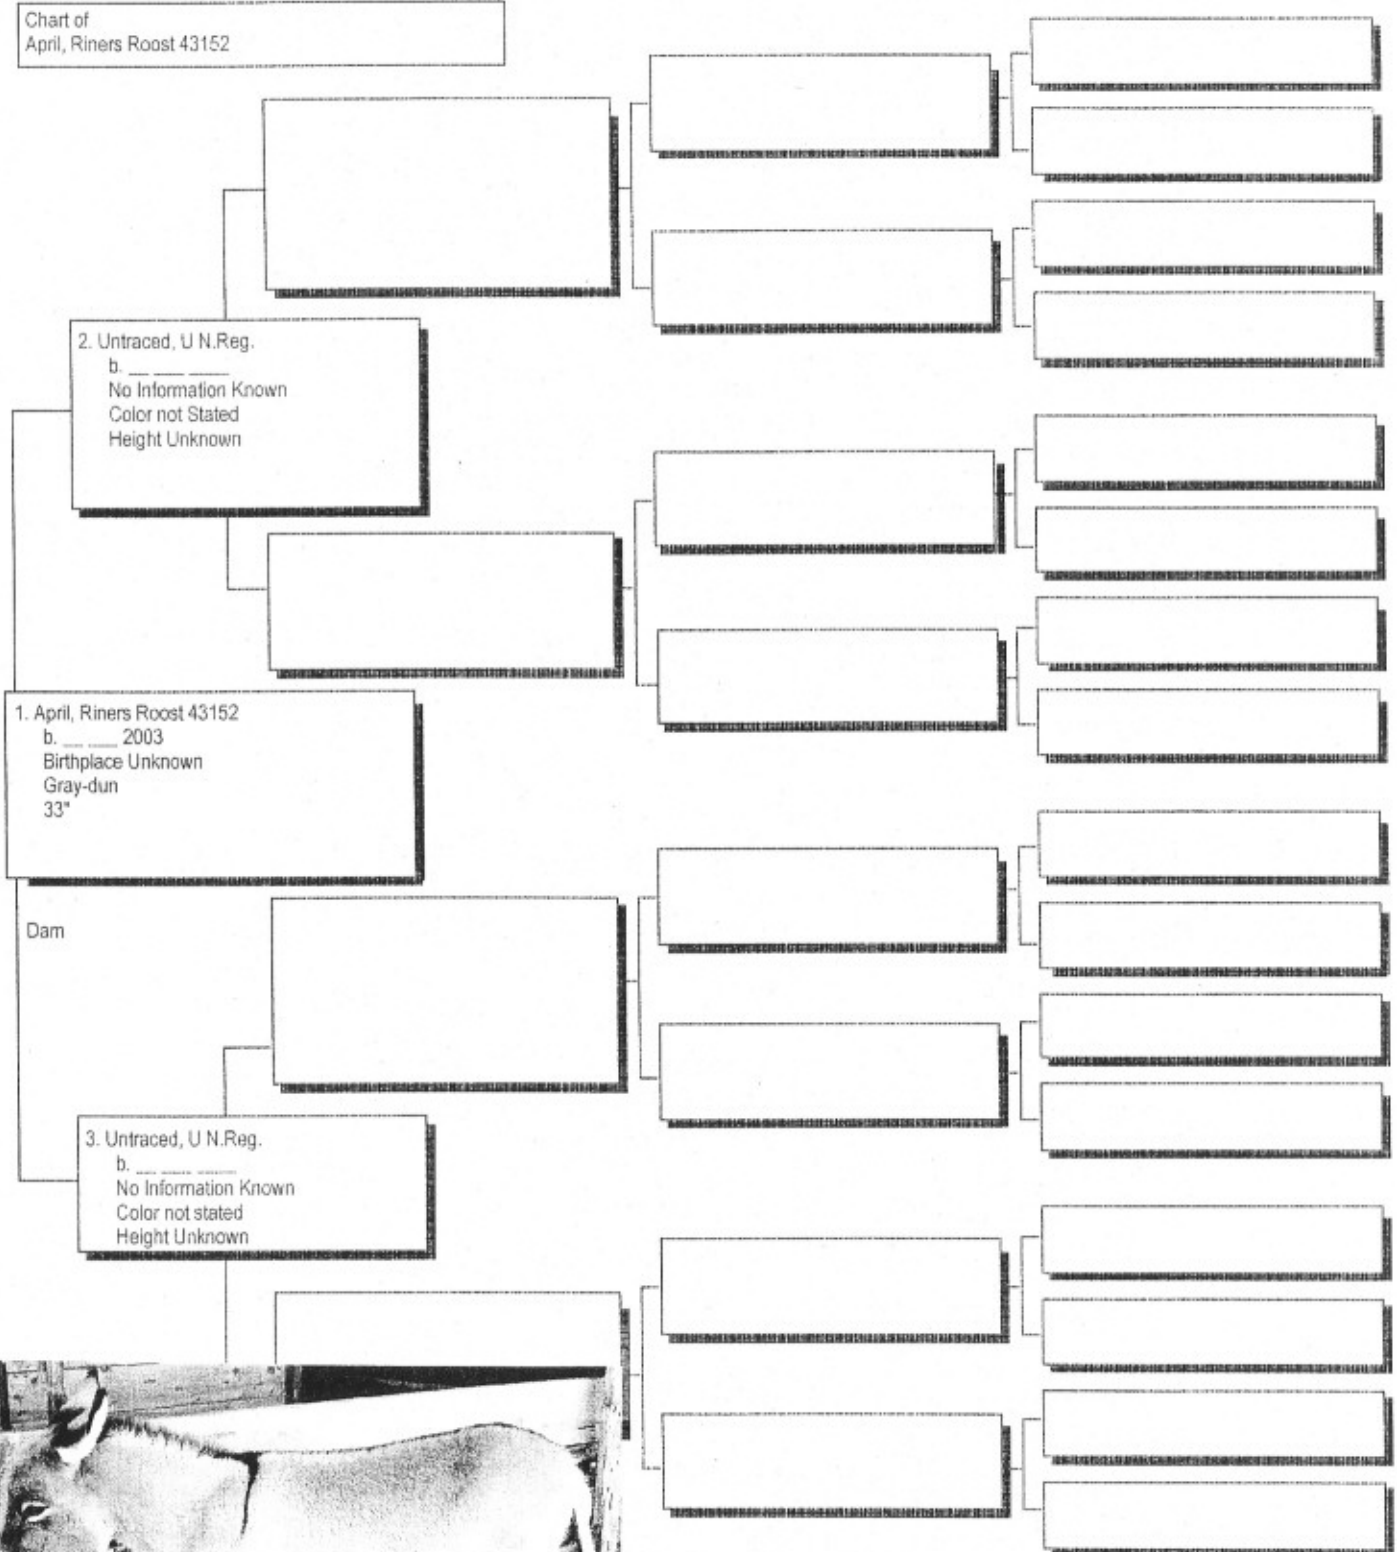 Chart of
April, Riners Roost 43152
2. Untraced, U N.Reg.
b. __ ___ ____
No Information Known
Color not Stated
Height Unknown
1. April, Riners Roost 43152
b. __ ___ 2003
Birthplace Unknown
Gray-dun
33"
Dam
3. Untraced, U N.Reg.
b. __ ___ ____
No Information Known
Color not stated
Height Unknown